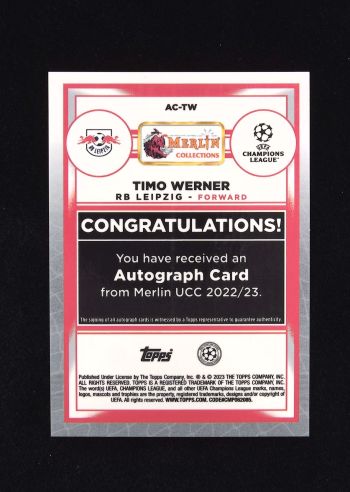 AC-TW
RB LEIPZIG
MERLIN
COLLECTIONS
UEFA
CHAMPIONS
LEAGUE
TIMO WERNER
RB LEIPZIG - FORWARD
CONGRATULATIONS!
You have received an
Autograph Card
from Merlin UCC 2022/23.
The signing of all autograph cards is witnessed by a Topps representative to guarantee authenticity.
Topps
Published Under License by The Topps Company, Inc. ® & © 2023 THE TOPPS COMPANY, INC.
ALL RIGHTS RESERVED. TOPPS IS A REGISTERED TRADEMARK OF THE TOPPS COMPANY, INC.
The word(s) UEFA, CHAMPIONS LEAGUE, and all other UEFA Champions League marks, names,
logos, mascots and trophies are the property, registered trademarks, designs and/or copyright of
UEFA. All rights reserved. WWW.TOPPS.COM. CODE#CMP062085.